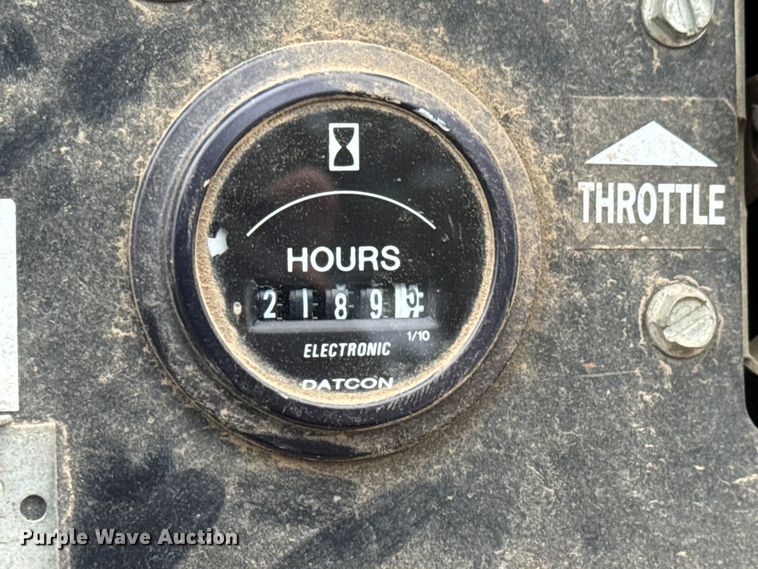 HOURS
THROTTLE
2189
1/10
ELECTRONIC
DATCON
Purple Wave Auction